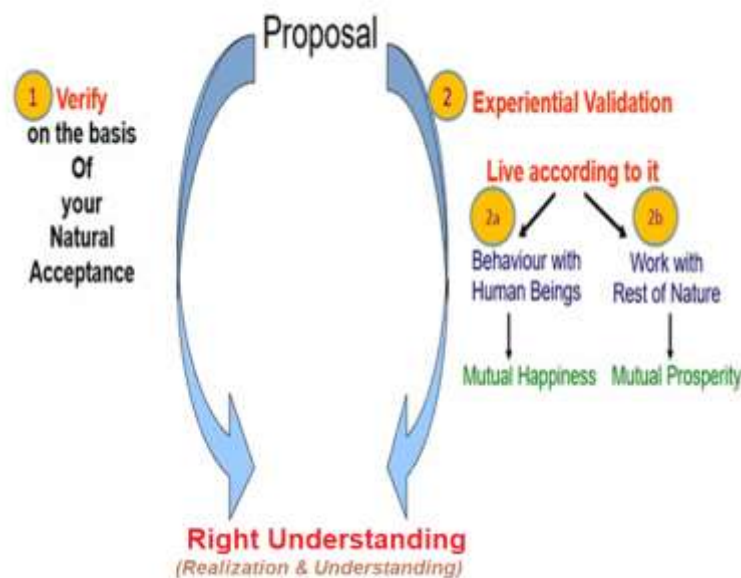 Proposal
1 Verify
on the basis
Of
your
Natural
Acceptance
2 Experiential Validation
Live according to it
2a
Behaviour with
Human Beings
Mutual Happiness
2b
Work with
Rest of Nature
Mutual Prosperity
Right Understanding
(Realization & Understanding)